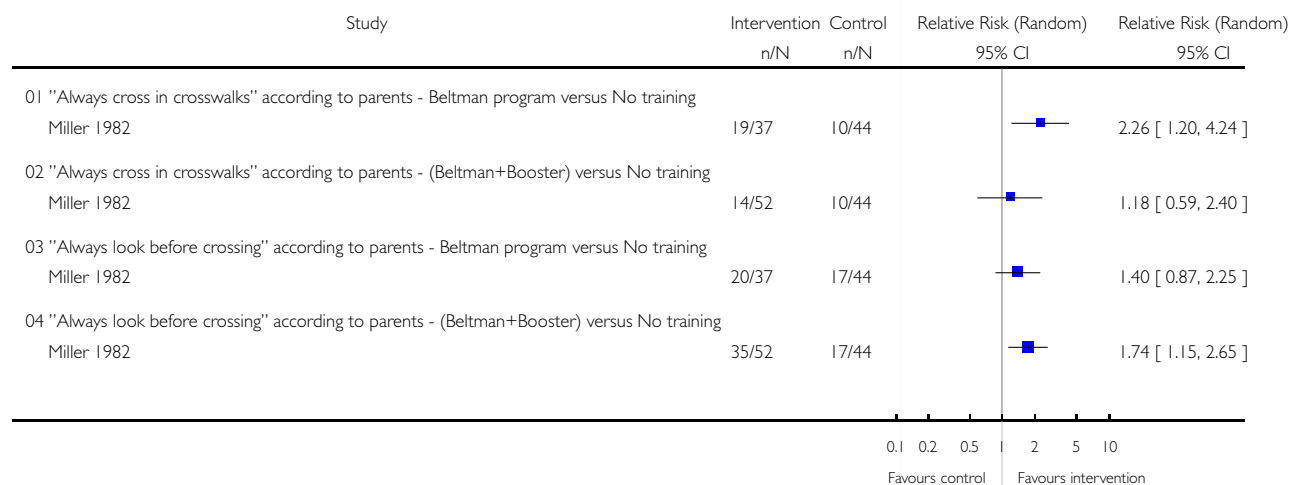 Study Intervention Control Relative Risk (Random) Relative Risk (Random)
n/N n/N 95% CI 95% CI
01 "Always cross in crosswalks" according to parents - Beltman program versus No training
Miller 1982 19/37 10/44 2.26 [ 1.20, 4.24 ]
02 "Always cross in crosswalks" according to parents - (Beltman+Booster) versus No training
Miller 1982 14/52 10/44 1.18 [ 0.59, 2.40 ]
03 "Always look before crossing" according to parents - Beltman program versus No training
Miller 1982 20/37 17/44 1.40 [ 0.87, 2.25 ]
04 "Always look before crossing" according to parents - (Beltman+Booster) versus No training
Miller 1982 35/52 17/44 1.74 [ 1.15, 2.65 ]
0.1 0.2 0.5 1 2 5 10
Favours control Favours intervention